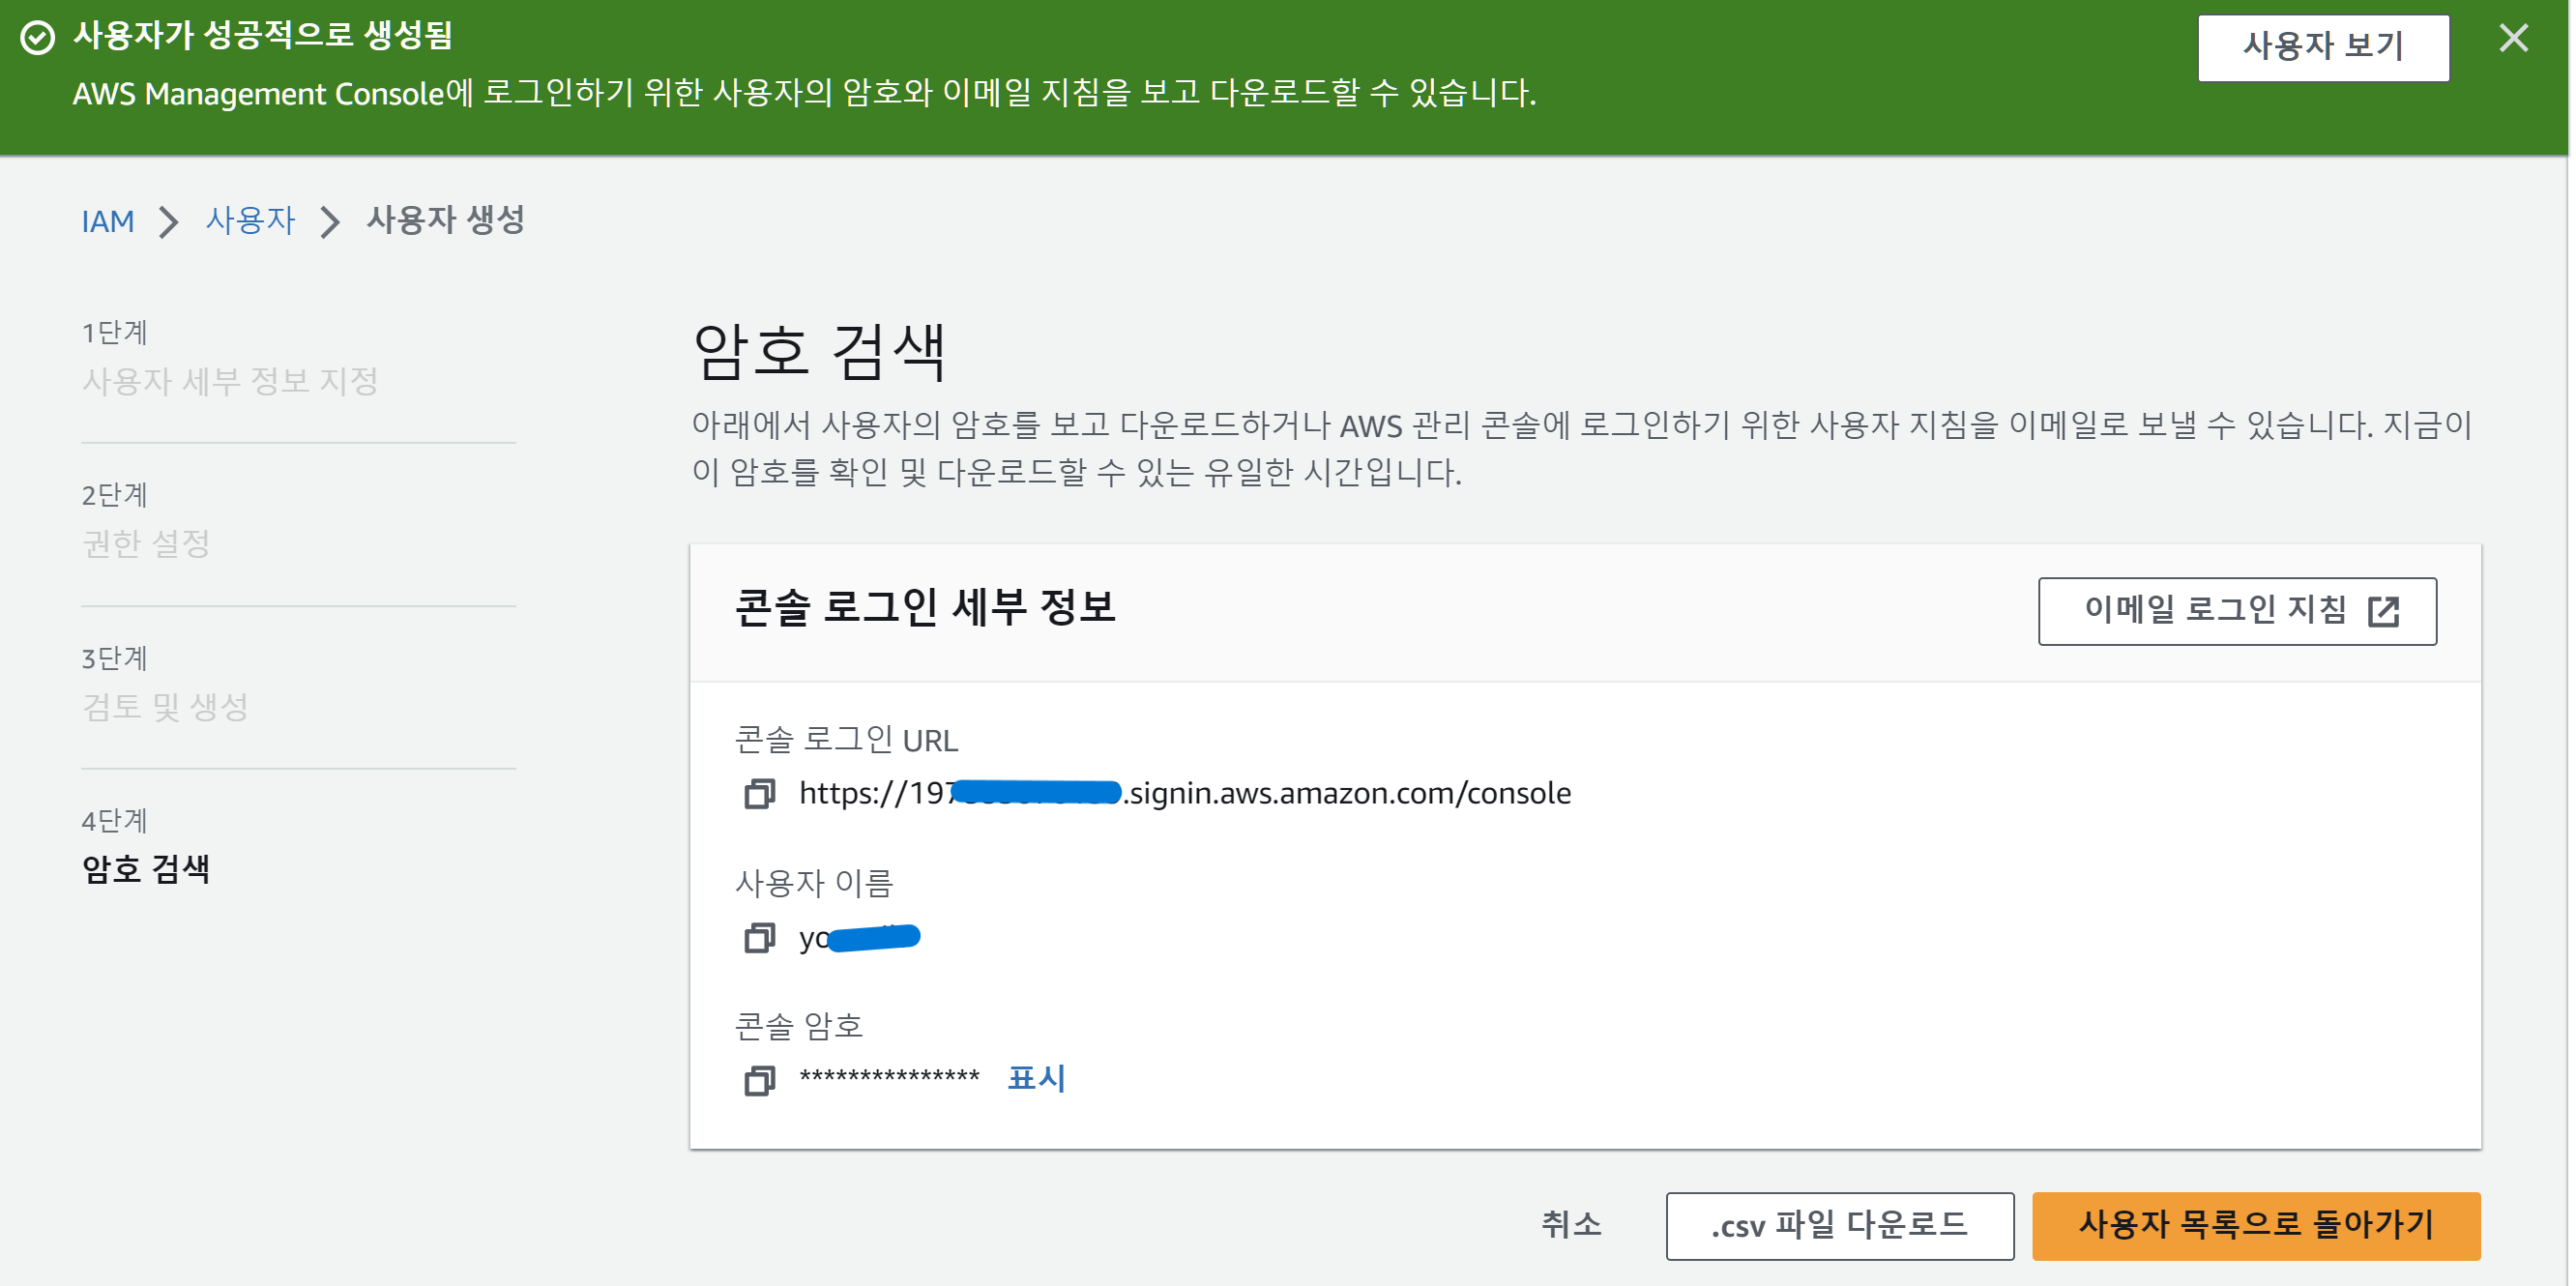 사용자가 성공적으로 생성됨
사용자 보기
AWS Management Console에 로그인하기 위한 사용자의 암호와 이메일 지침을 보고 다운로드할 수 있습니다.
IAM
사용자
사용자 생성
1단계
사용자 세부 정보 지정
2단계
권한 설정
3단계
검토 및 생성
4단계
암호 검색
암호 검색
아래에서 사용자의 암호를 보고 다운로드하거나 AWS 관리 콘솔에 로그인하기 위한 사용자 지침을 이메일로 보낼 수 있습니다. 지금이
이 암호를 확인 및 다운로드할 수 있는 유일한 시간입니다.
콘솔 로그인 세부 정보
이메일 로그인 지침
콘솔 로그인 URL
https://197 .signin.aws.amazon.com/console
사용자 이름
yo
콘솔 암호
*************** 표시
취소
.csv 파일 다운로드
사용자 목록으로 돌아가기